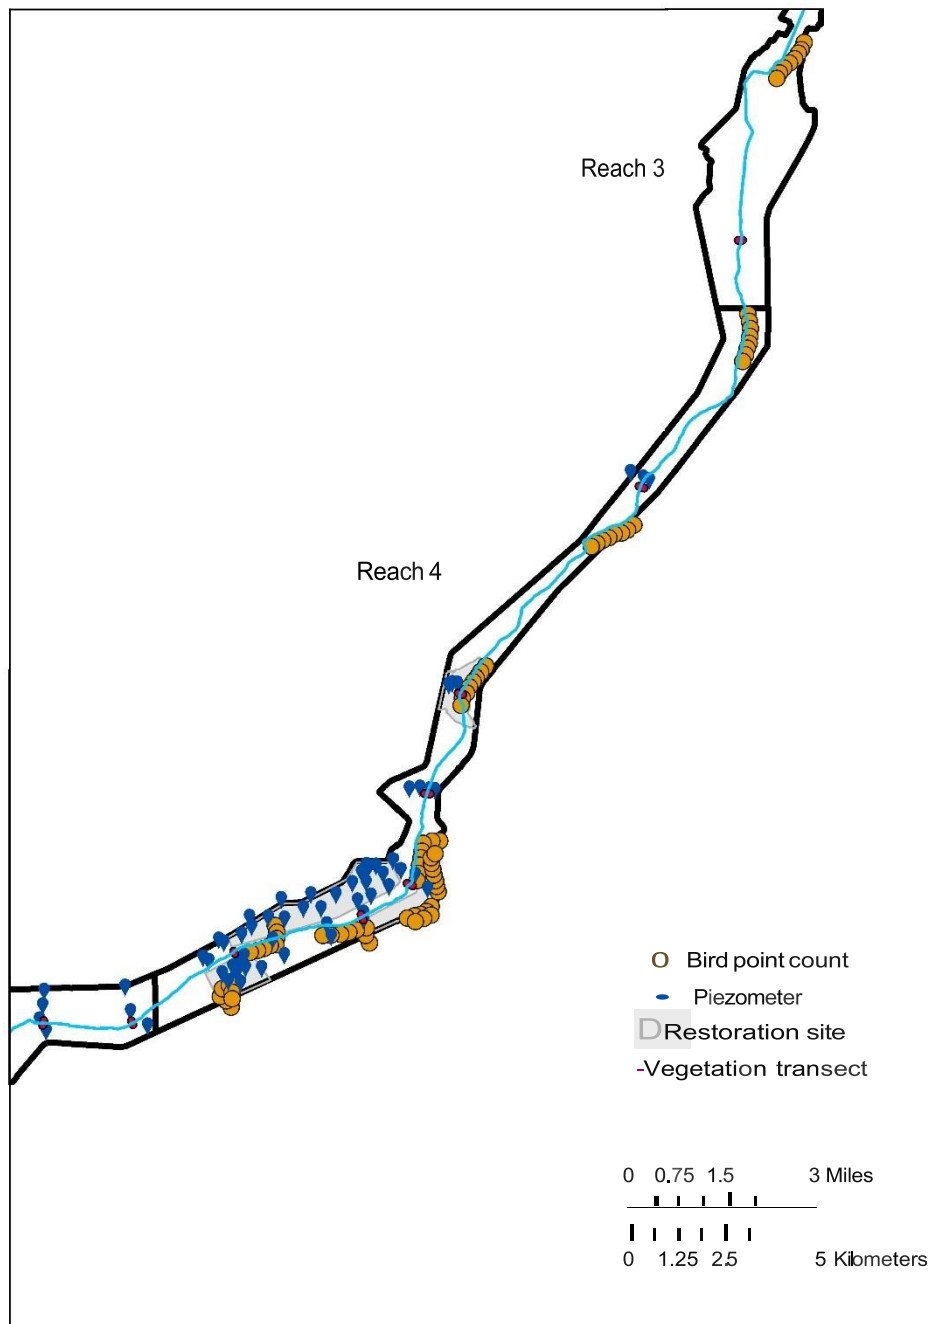 Reach 3
Reach 4
Bird point count
Piezometer
DRestoration site
-Vegetation transect
0 0.75 1.5 3 Miles
0 1.25 2.5 5 Kilometers